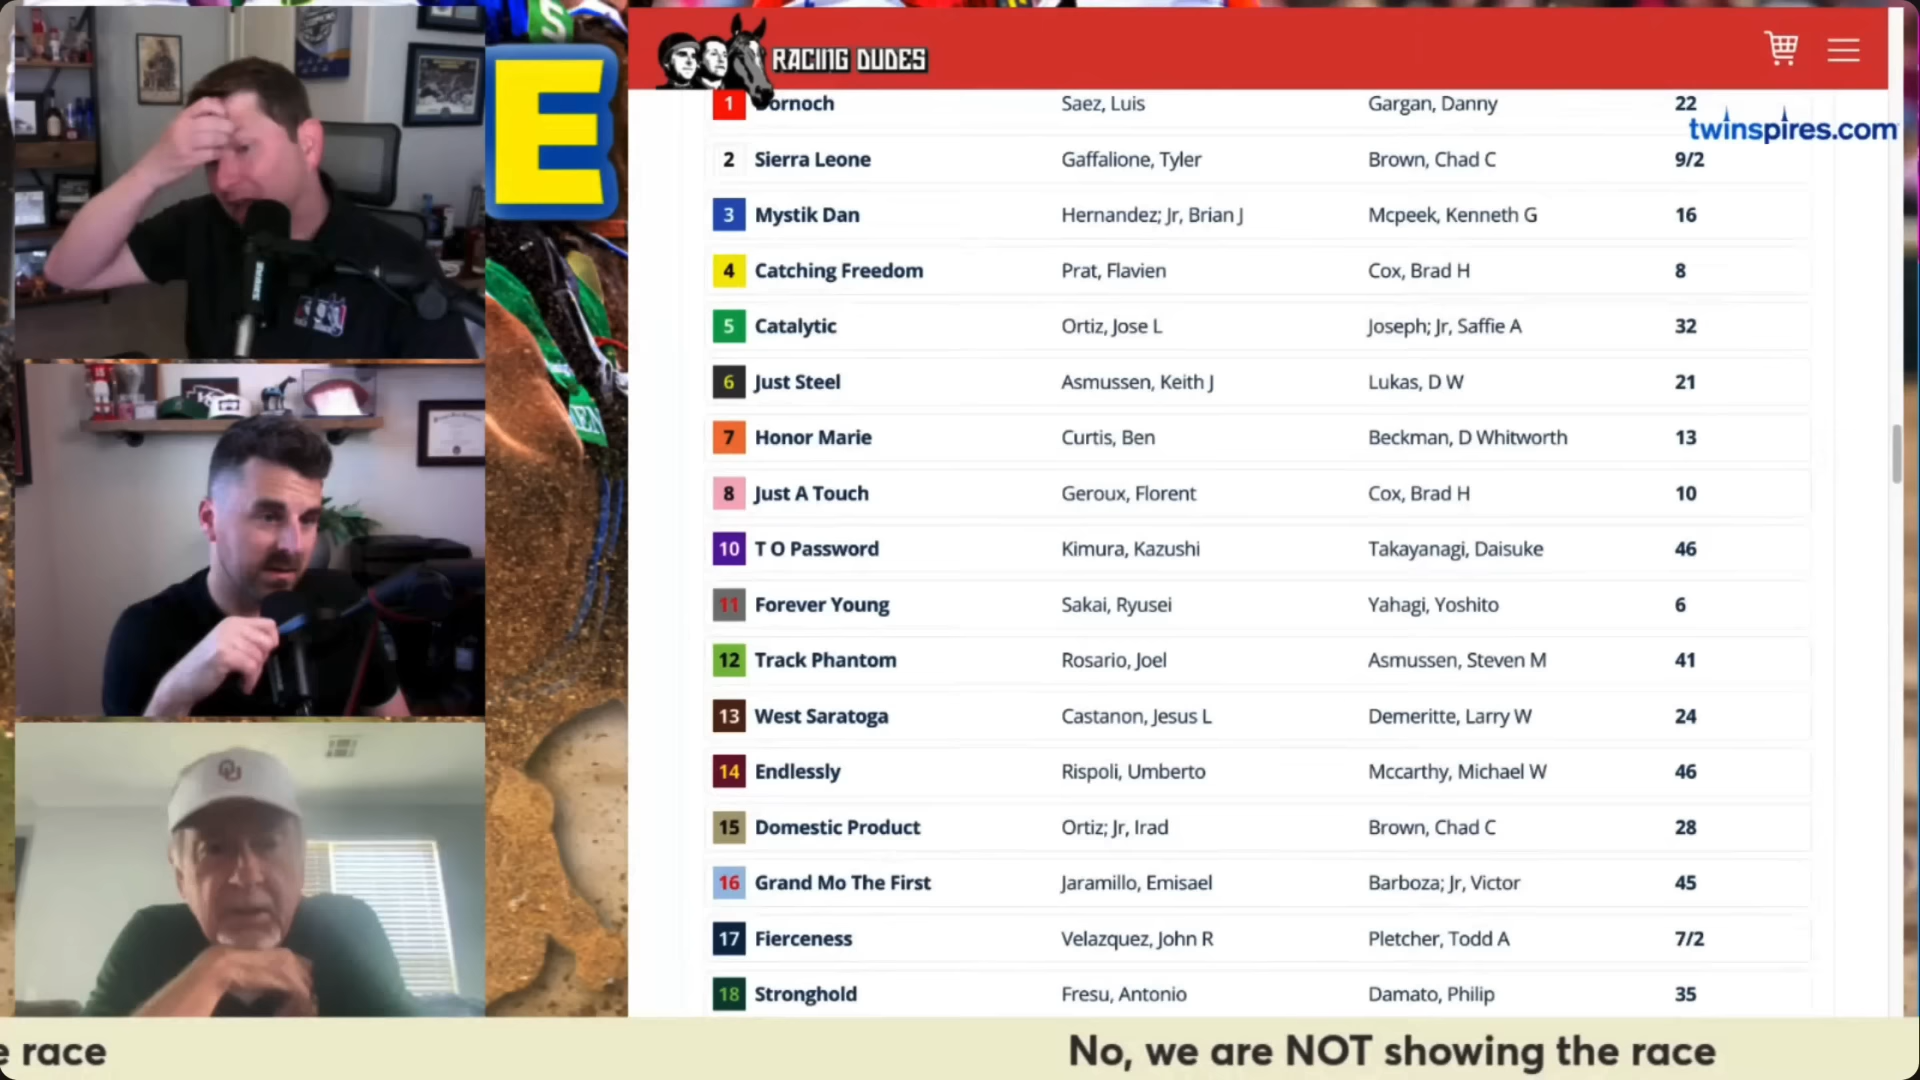 5
E
RACING DUDES
twinspires.com
1 Dornoch Saez, Luis Gargan, Danny 22
2 Sierra Leone Gaffalione, Tyler Brown, Chad C 9/2
3 Mystik Dan Hernandez; Jr, Brian J Mcpeek, Kenneth G 16
4 Catching Freedom Prat, Flavien Cox, Brad H 8
5 Catalytic Ortiz, Jose L Joseph; Jr, Saffie A 32
6 Just Steel Asmussen, Keith J Lukas, D W 21
7 Honor Marie Curtis, Ben Beckman, D Whitworth 13
8 Just A Touch Geroux, Florent Cox, Brad H 10
10 T O Password Kimura, Kazushi Takayanagi, Daisuke 46
11 Forever Young Sakai, Ryusei Yahagi, Yoshito 6
12 Track Phantom Rosario, Joel Asmussen, Steven M 41
13 West Saratoga Castanon, Jesus L Demeritte, Larry W 24
14 Endlessly Rispoli, Umberto Mccarthy, Michael W 46
15 Domestic Product Ortiz; Jr, Irad Brown, Chad C 28
16 Grand Mo The First Jaramillo, Emisael Barboza; Jr, Victor 45
17 Fierceness Velazquez, John R Pletcher, Todd A 7/2
18 Stronghold Fresu, Antonio Damato, Philip 35
OU
e race No, we are NOT showing the race